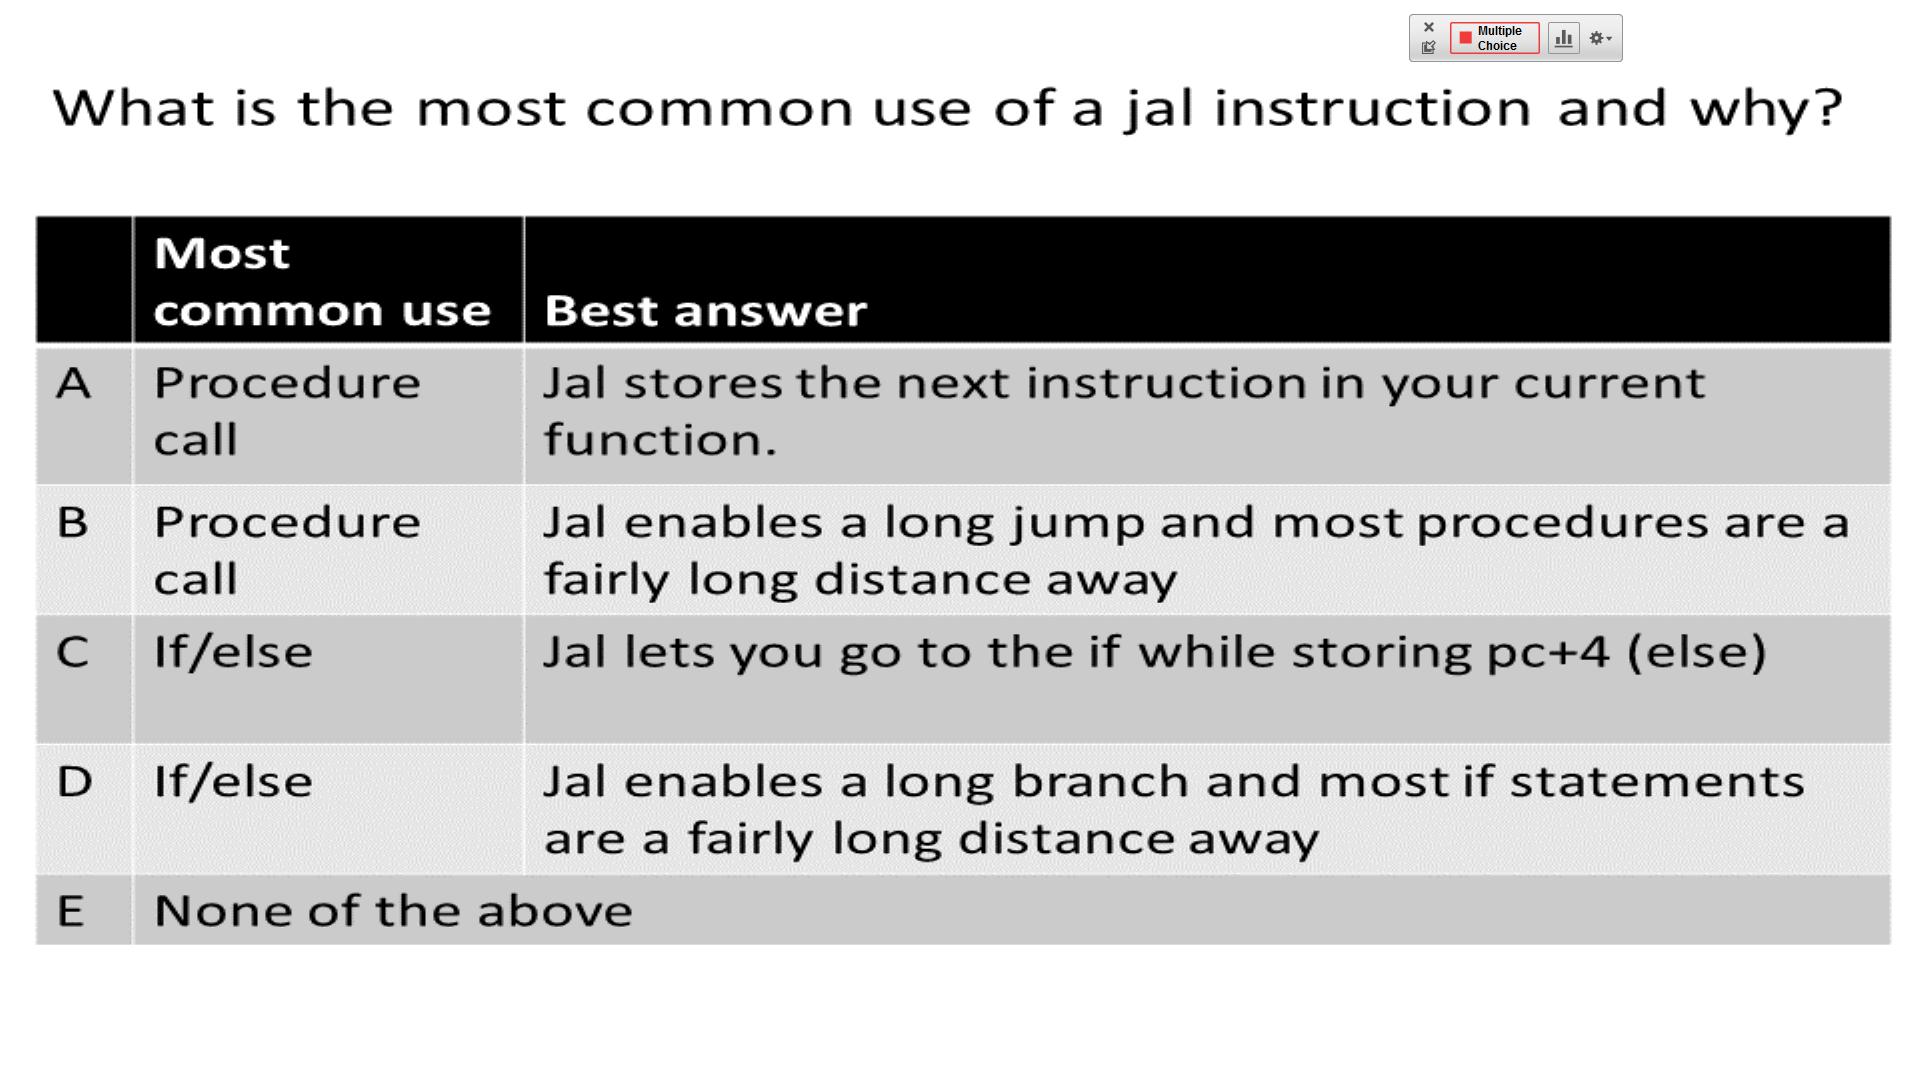 Multiple
Choice
What is the most common use of a jal instruction and why?
Most
common use
Best answer
A
Procedure
call
Jal stores the next instruction in your current
function.
B
Procedure
call
Jal enables a long jump and most procedures are a
fairly long distance away
C
If/else
Jal lets you go to the if while storing pc+4 (else)
D
If/else
Jal enables a long branch and most if statements
are a fairly long distance away
E
None of the above